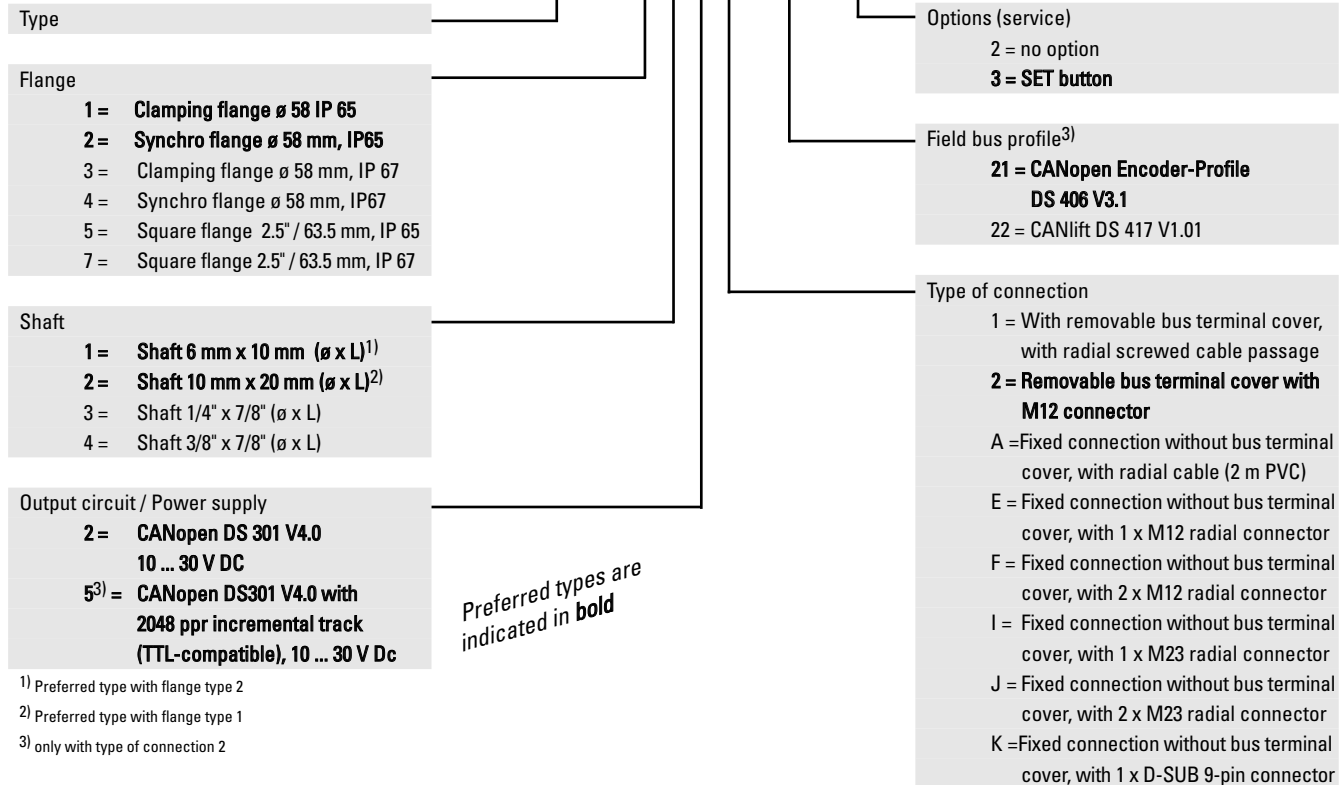 Type
Flange
1 = Clamping flange ø 58 IP 65
2 = Synchro flange ø 58 mm, IP65
3 = Clamping flange ø 58 mm, IP 67
4 = Synchro flange ø 58 mm, IP67
5 = Square flange 2.5" / 63.5 mm, IP 65
7 = Square flange 2.5" / 63.5 mm, IP 67
Shaft
1 = Shaft 6 mm x 10 mm (ø x L)1)
2 = Shaft 10 mm x 20 mm (ø x L)2)
3 = Shaft 1/4" x 7/8" (ø x L)
4 = Shaft 3/8" x 7/8" (ø x L)
Output circuit / Power supply
2 = CANopen DS 301 V4.0
10 ... 30 V DC
53) = CANopen DS301 V4.0 with
2048 ppr incremental track
(TTL-compatible), 10 ... 30 V Dc
1) Preferred type with flange type 2
2) Preferred type with flange type 1
3) only with type of connection 2
Preferred types are
indicated in bold
Options (service)
2 = no option
3 = SET button
Field bus profile3)
21 = CANopen Encoder-Profile
DS 406 V3.1
22 = CANlift DS 417 V1.01
Type of connection
1 = With removable bus terminal cover,
with radial screwed cable passage
2 = Removable bus terminal cover with
M12 connector
A =Fixed connection without bus terminal
cover, with radial cable (2 m PVC)
E = Fixed connection without bus terminal
cover, with 1 x M12 radial connector
F = Fixed connection without bus terminal
cover, with 2 x M12 radial connector
I = Fixed connection without bus terminal
cover, with 1 x M23 radial connector
J = Fixed connection without bus terminal
cover, with 2 x M23 radial connector
K =Fixed connection without bus terminal
cover, with 1 x D-SUB 9-pin connector